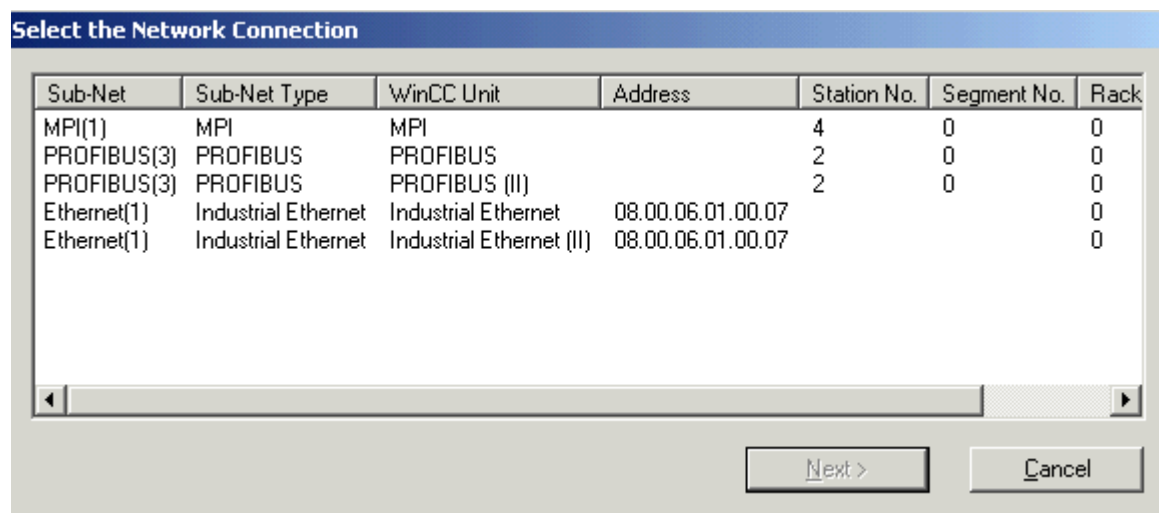 Select the Network Connection
Sub-Net Sub-Net Type WinCC Unit Address Station No. Segment No. Rack
MPI(1) MPI MPI 4 0 0
PROFIBUS(3) PROFIBUS PROFIBUS 2 0 0
PROFIBUS(3) PROFIBUS PROFIBUS (II) 2 0 0
Ethernet(1) Industrial Ethernet Industrial Ethernet 08.00.06.01.00.07 0
Ethernet(1) Industrial Ethernet Industrial Ethernet (II) 08.00.06.01.00.07 0
Next > Cancel